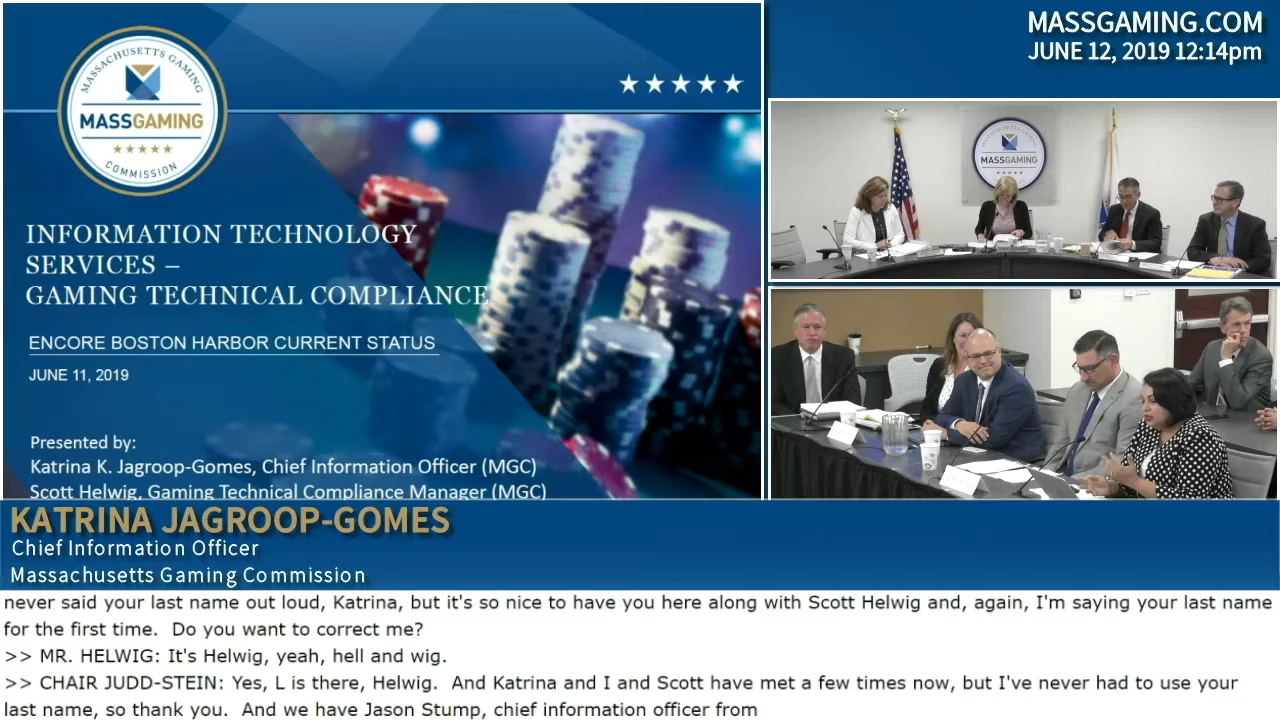 MASSACHUSETTS GAMING
MASSGAMING
COMMISSION
INFORMATION TECHNOLOGY
SERVICES –
GAMING TECHNICAL COMPLIANCE
ENCORE BOSTON HARBOR CURRENT STATUS
JUNE 11, 2019
Presented by:
Katrina K. Jagroop-Gomes, Chief Information Officer (MGC)
Scott Helwig, Gaming Technical Compliance Manager (MGC)
MASSGAMING.COM
JUNE 12, 2019 12:14pm
MASSGAMING
KATRINA JAGROOP-GOMES
Chief Information Officer
Massachusetts Gaming Commission
never said your last name out loud, Katrina, but it's so nice to have you here along with Scott Helwig and, again, I'm saying your last name
for the first time.  Do you want to correct me?
>> MR. HELWIG: It's Helwig, yeah, hell and wig.
>> CHAIR JUDD-STEIN: Yes, L is there, Helwig.  And Katrina and I and Scott have met a few times now, but I've never had to use your
last name, so thank you.  And we have Jason Stump, chief information officer from